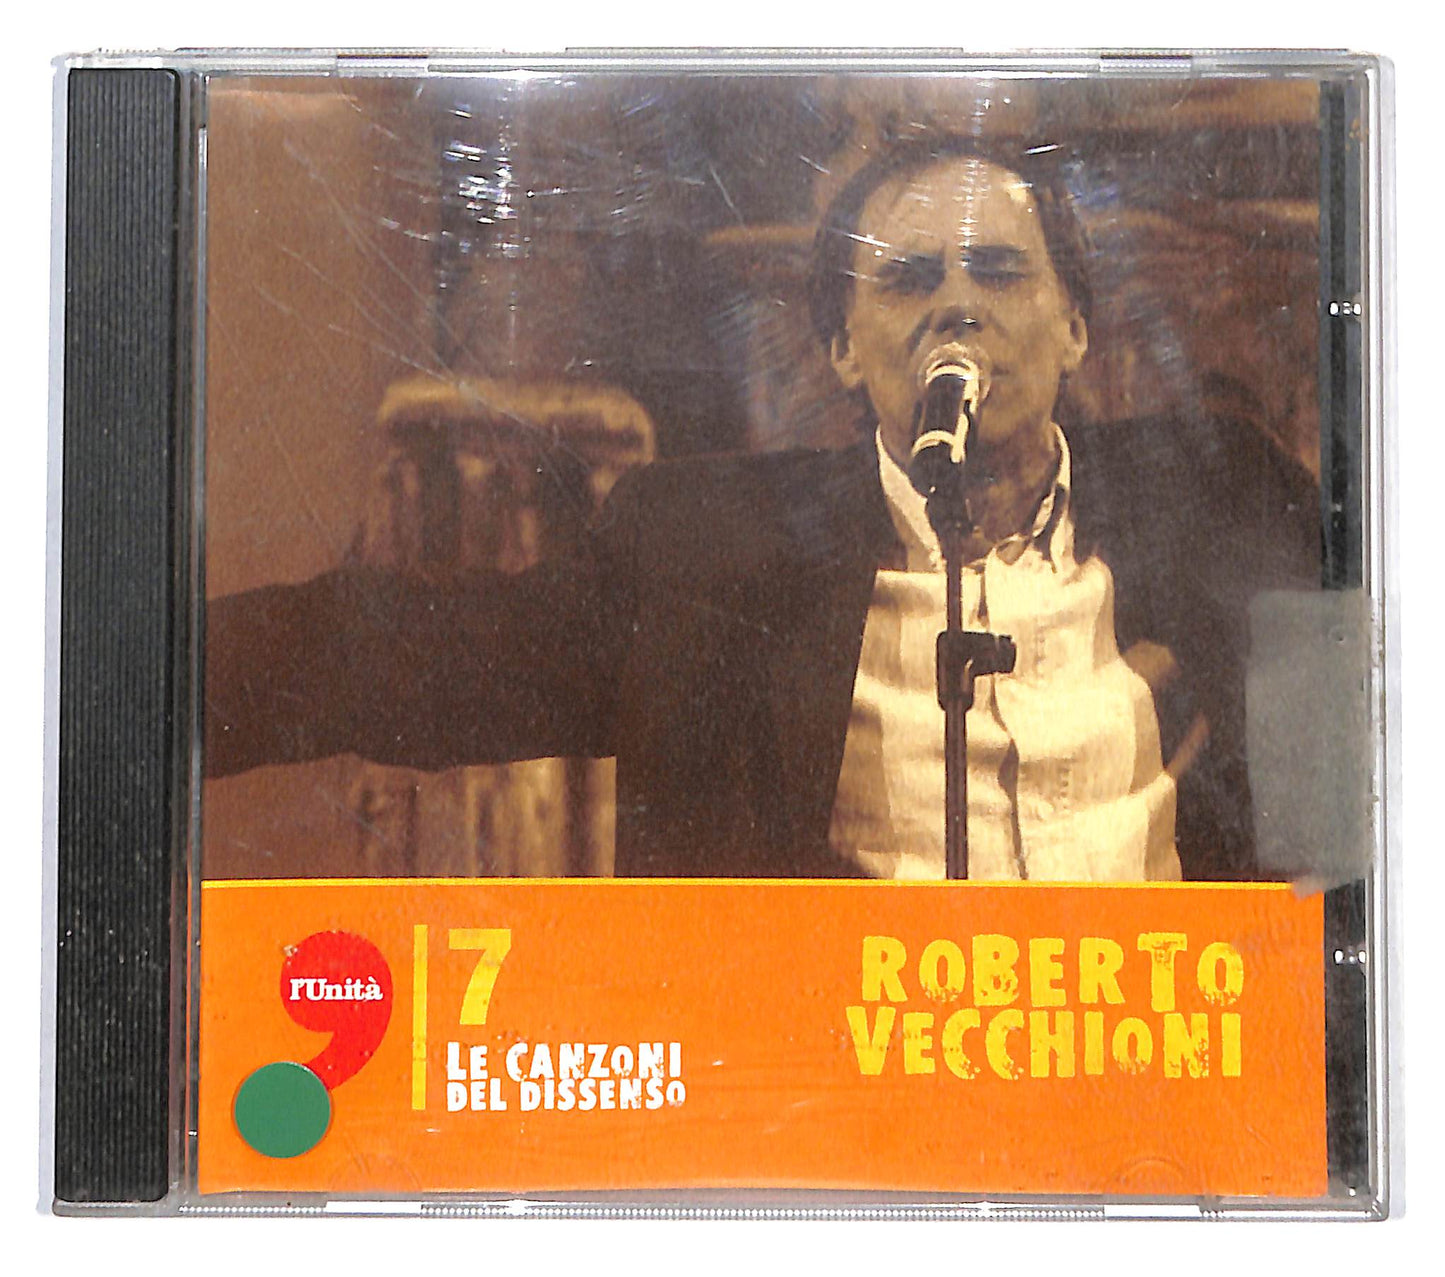 l'Unità
7
LE CANZONI
DEL DISSENSO
ROBERTO
VECCHIONI